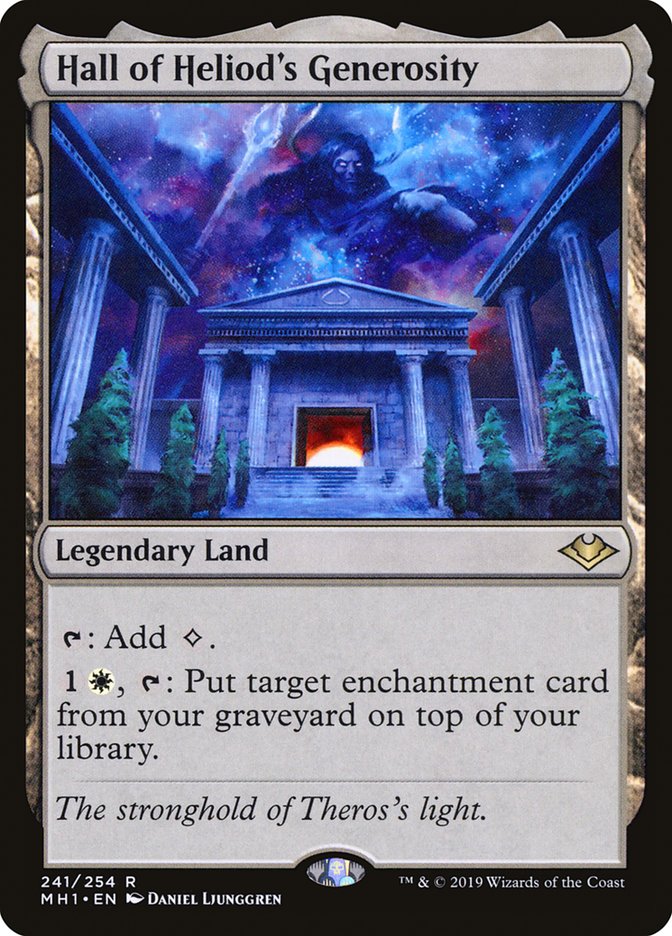 Hall of Heliod's Generosity
Legendary Land
: Add .
1 , : Put target enchantment card
from your graveyard on top of your
library.
The stronghold of Theros's light.
241/254 R
MH1 • EN Daniel Ljunggren
™ & © 2019 Wizards of the Coast